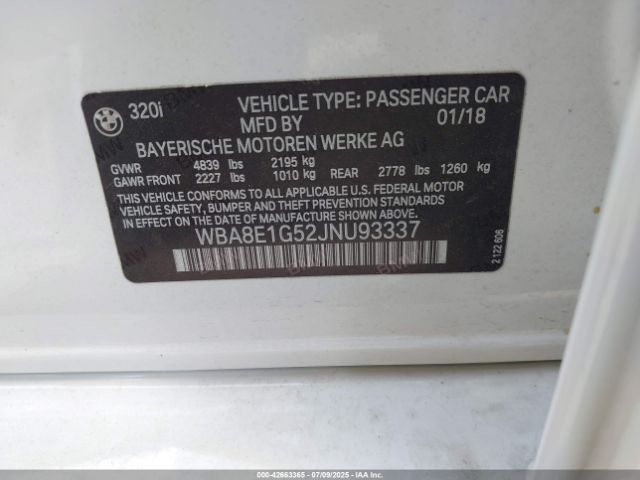 BMW 320i VEHICLE TYPE: PASSENGER CAR
MFD BY 01/18
BAYERISCHE MOTOREN WERKE AG
GVWR 4839 lbs 2195 kg
GAWR FRONT 2227 lbs 1010 kg REAR 2778 lbs 1260 kg
THIS VEHICLE CONFORMS TO ALL APPLICABLE U.S. FEDERAL MOTOR
VEHICLE SAFETY, BUMPER AND THEFT PREVENTION STANDARDS
IN EFFECT ON THE DATE OF MANUFACTURE SHOWN ABOVE.
WBA8E1G52JNU93337
2 122 606
000-42663365 | 07/09/2025 | IAA Inc.